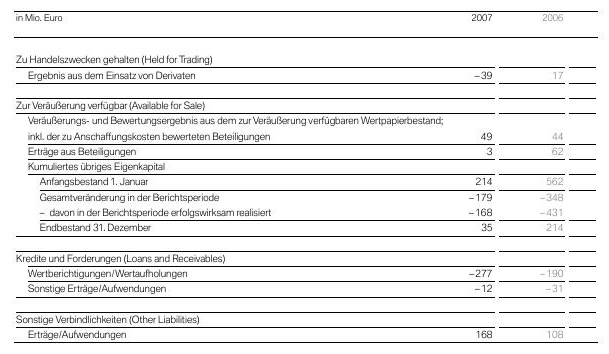 in Mio. Euro 2007 2006
Zu Handelszwecken gehalten (Held for Trading)
Ergebnis aus dem Einsatz von Derivaten –39 17
Zur Veräußerung verfügbar (Available for Sale)
Veräußerungs- und Bewertungsergebnis aus dem zur Veräußerung verfügbaren Wertpapierbestand;
inkl. der zu Anschaffungskosten bewerteten Beteiligungen 49 44
Erträge aus Beteiligungen 3 62
Kumuliertes übriges Eigenkapital
Anfangsbestand 1. Januar 214 562
Gesamtveränderung in der Berichtsperiode –179 –348
– davon in der Berichtsperiode erfolgswirksam realisiert –168 –431
Endbestand 31. Dezember 35 214
Kredite und Forderungen (Loans and Receivables)
Wertberichtigungen/Wertaufholungen –277 –190
Sonstige Erträge/Aufwendungen –12 –31
Sonstige Verbindlichkeiten (Other Liabilities)
Erträge/Aufwendungen 168 108